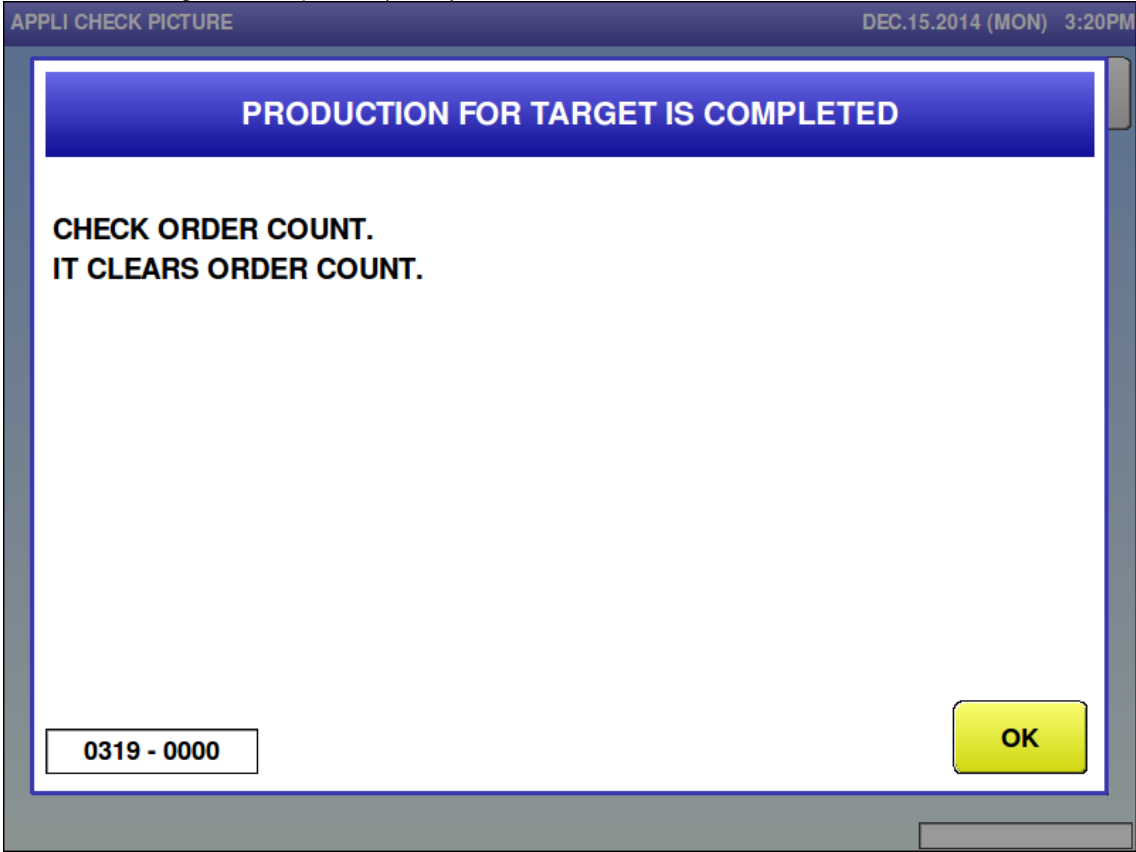 APPLI CHECK PICTURE DEC.15.2014 (MON) 3:20PM
PRODUCTION FOR TARGET IS COMPLETED
CHECK ORDER COUNT.
IT CLEARS ORDER COUNT.
0319 - 0000
OK